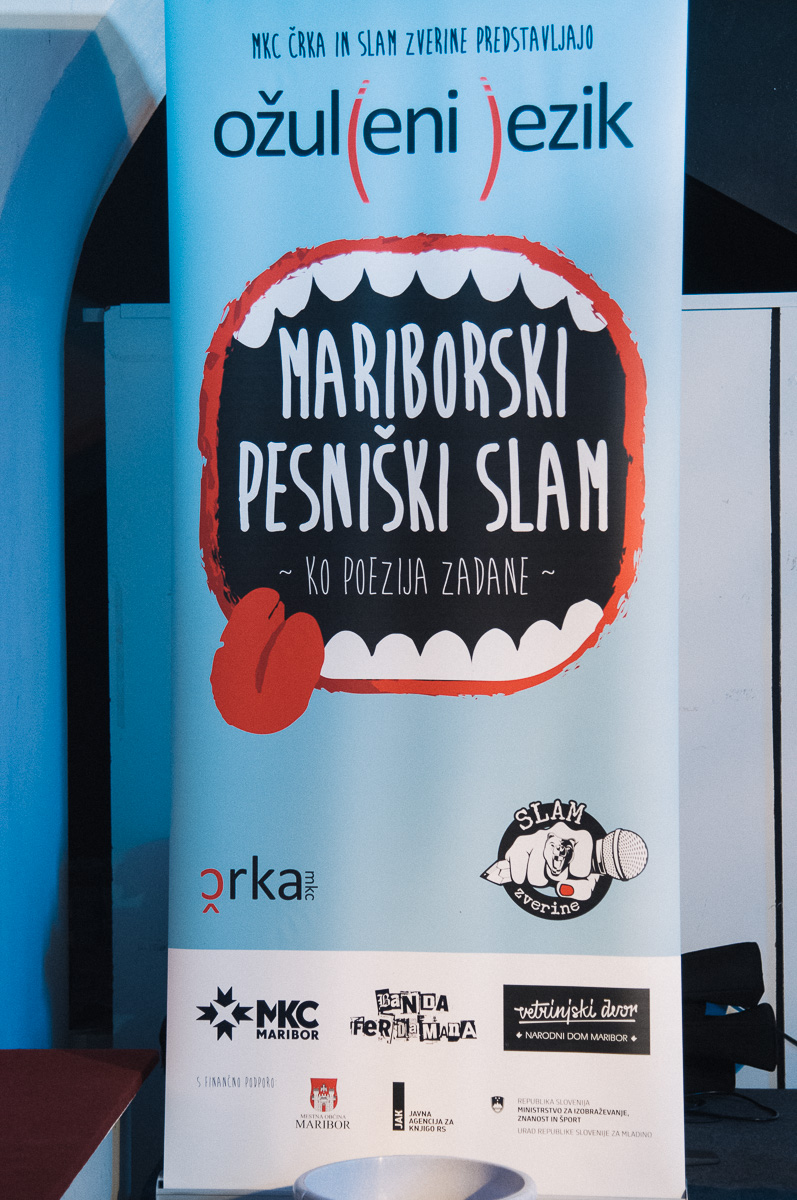 MKC ČRKA IN SLAM ZVERINE PREDSTAVLJAJO
ožul(eni )ezik
MARIBORSKI
PESNIŠKI SLAM
~ KO POEZIJA ZADANE ~
črka mkc
SLAM
zverine
MKC
MARIBOR
BANDA
FERDAMANA
vetrinjski dvor
NARODNI DOM MARIBOR
S FINANČNO PODPORO:
MESTNA OBČINA
MARIBOR
JAK
JAVNA
AGENCIJA ZA
KNJIGO RS
REPUBLIKA SLOVENIJA
MINISTRSTVO ZA IZOBRAŽEVANJE,
ZNANOST IN ŠPORT
URAD REPUBLIKE SLOVENIJE ZA MLADINO